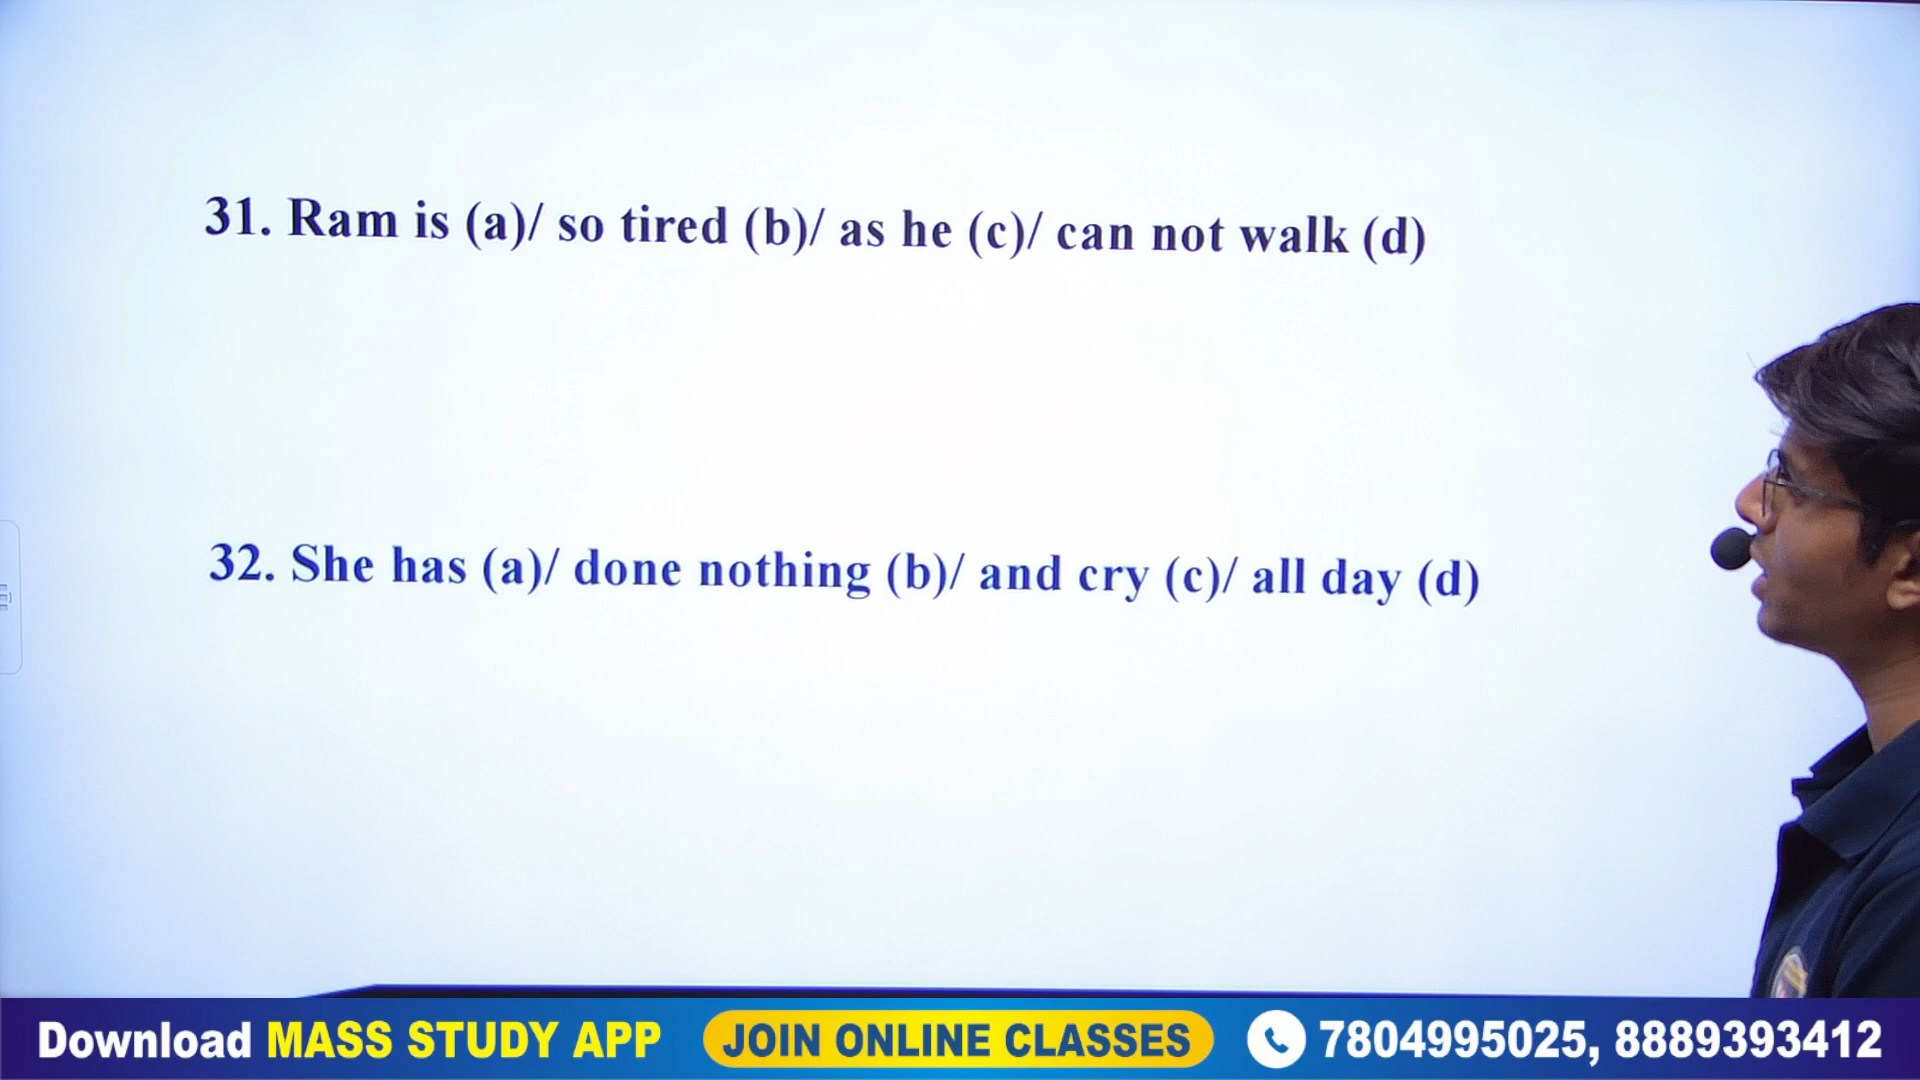 31. Ram is (a)/ so tired (b)/ as he (c)/ can not walk (d)
32. She has (a)/ done nothing (b)/ and cry (c)/ all day (d)
Download MASS STUDY APP JOIN ONLINE CLASSES 7804995025, 8889393412